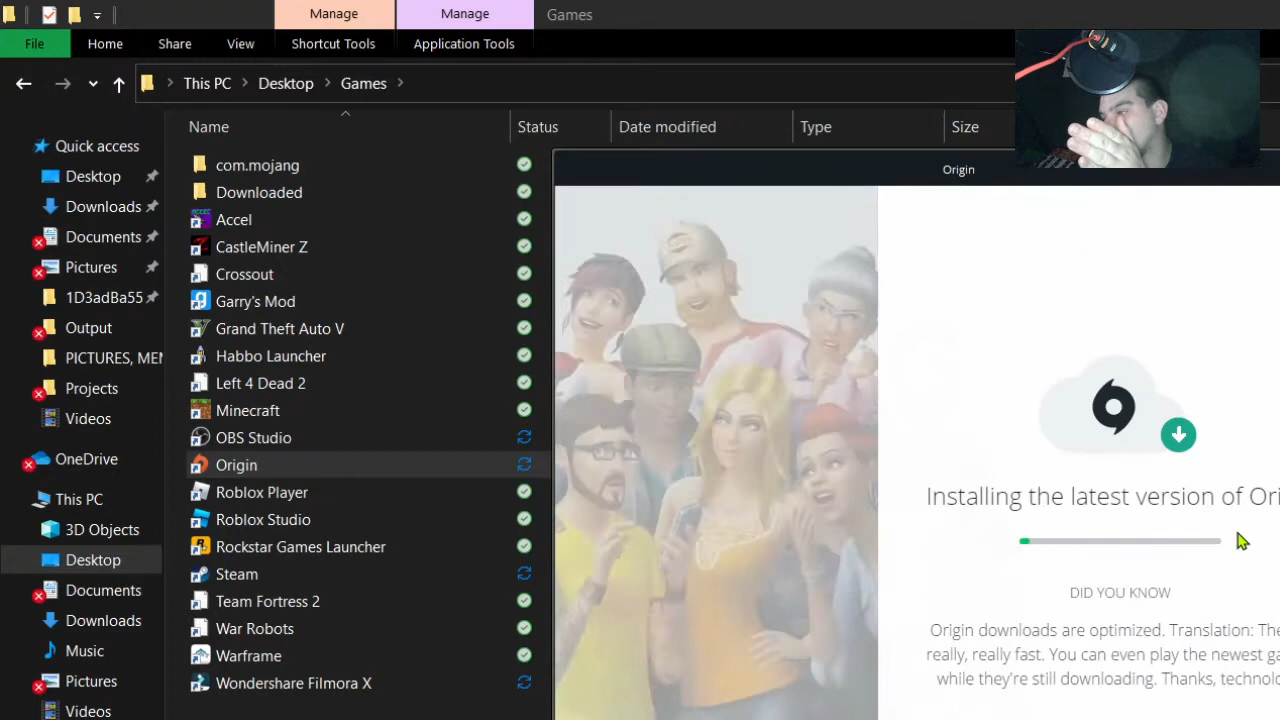 Manage
Manage
Games
File
Home
Share
View
Shortcut Tools
Application Tools
This PC
Desktop
Games
Name
Status
Date modified
Type
Size
Quick access
Desktop
Downloads
Documents
Pictures
1D3adBa55
Output
PICTURES, MEM
Projects
Videos
OneDrive
This PC
3D Objects
Desktop
Documents
Downloads
Music
Pictures
Videos
com.mojang
Downloaded
Accel
CastleMiner Z
Crossout
Garry's Mod
Grand Theft Auto V
Habbo Launcher
Left 4 Dead 2
Minecraft
OBS Studio
Origin
Roblox Player
Roblox Studio
Rockstar Games Launcher
Steam
Team Fortress 2
War Robots
Warframe
Wondershare Filmora X
Origin
Installing the latest version of Ori
DID YOU KNOW
Origin downloads are optimized. Translation: The
really, really fast. You can even play the newest ga
while they're still downloading. Thanks, technolo